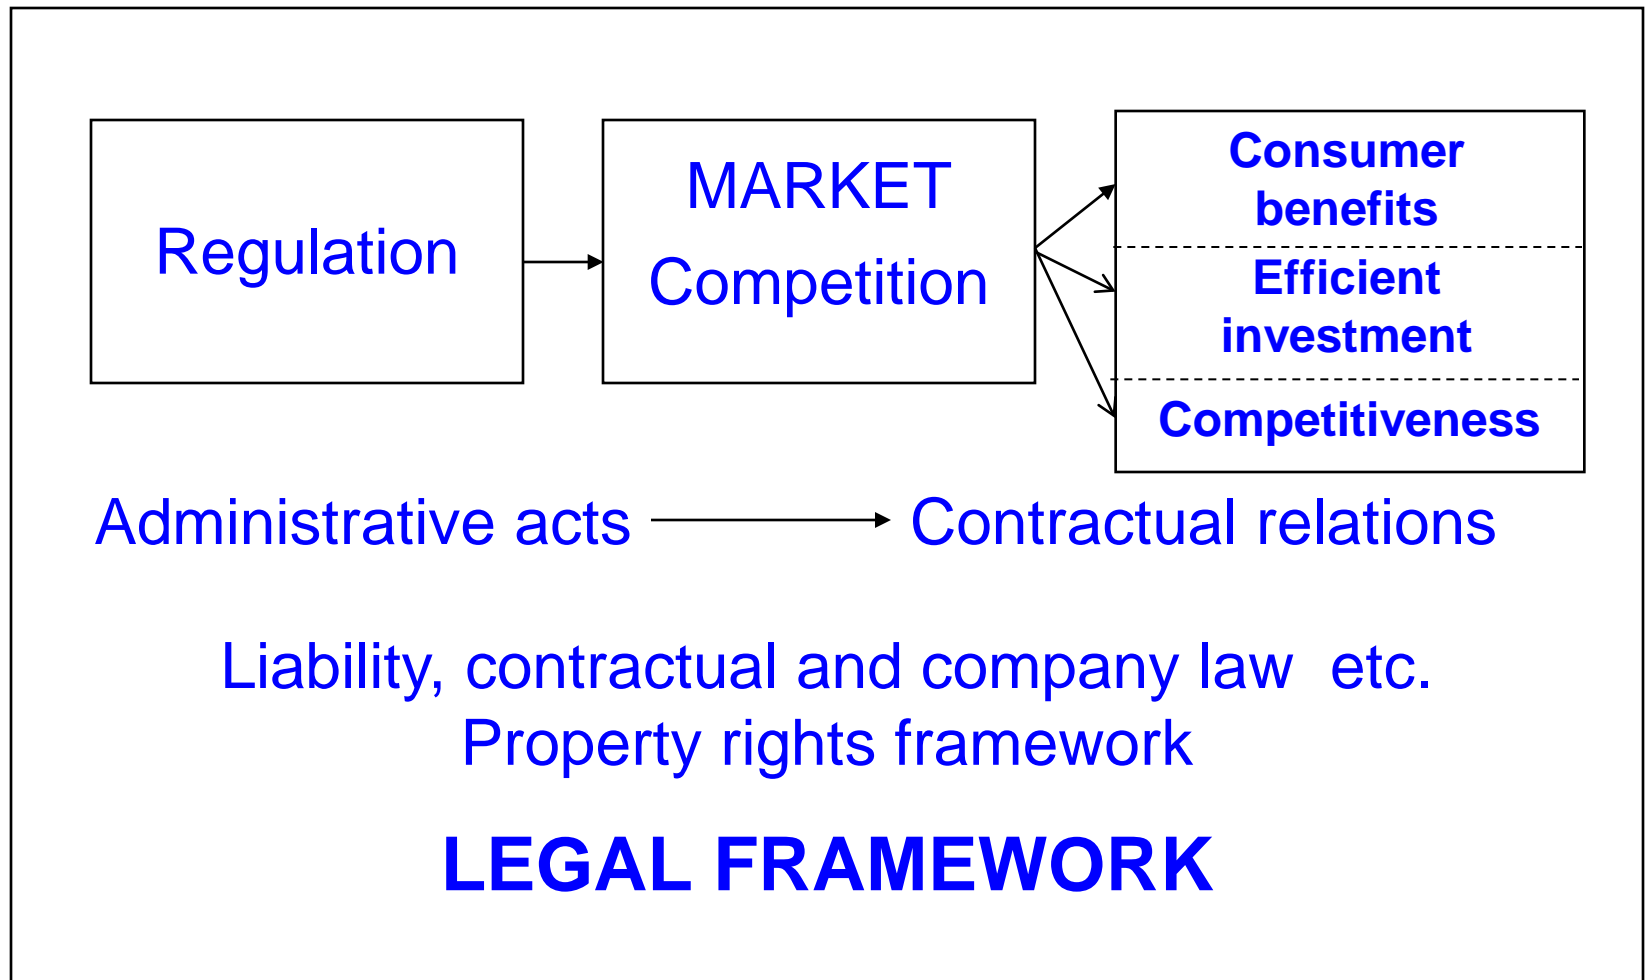 Regulation
MARKET
Competition
Consumer
benefits
Efficient
investment
Competitiveness
Administrative acts
Contractual relations
Liability, contractual and company law  etc.
Property rights framework
LEGAL FRAMEWORK